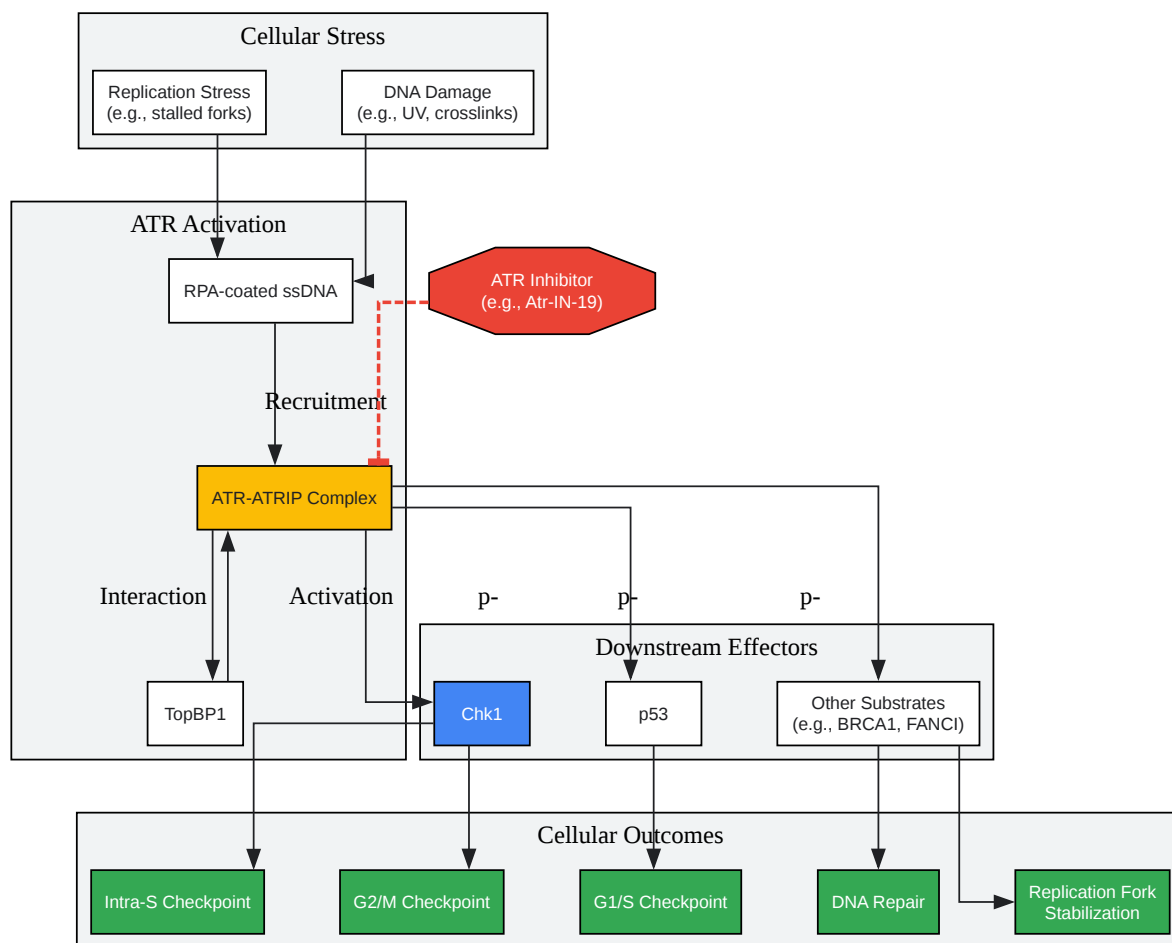 Cellular Stress
Replication Stress
(e.g., stalled forks)
DNA Damage
(e.g., UV, crosslinks)
ATR Activation
RPA-coated ssDNA
ATR Inhibitor
(e.g., Atr-IN-19)
Recruitment
ATR-ATRIP Complex
Interaction
Activation
p-
p-
p-
Downstream Effectors
TopBP1
Chk1
p53
Other Substrates
(e.g., BRCA1, FANCI)
Cellular Outcomes
Intra-S Checkpoint
G2/M Checkpoint
G1/S Checkpoint
DNA Repair
Replication Fork
Stabilization